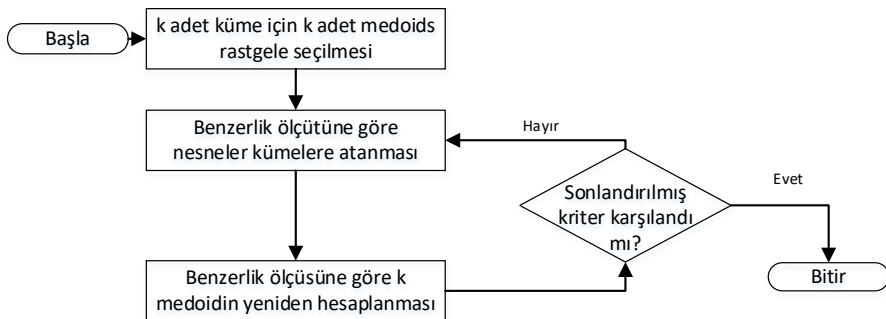 Başla
k adet küme için k adet medoids
rastgele seçilmesi
Benzerlik ölçütüne göre
nesneler kümelere atanması
Hayır
Sonlandırılmış
kriter karşılandı
mı?
Evet
Benzerlik ölçüsüne göre k
medoidin yeniden hesaplanması
Bitir